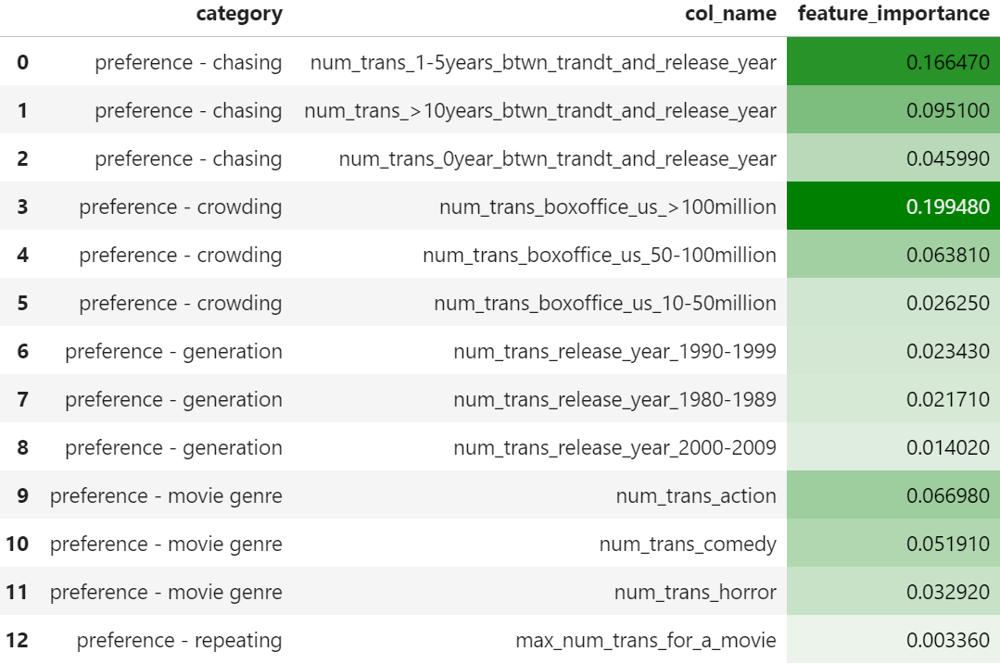 category col_name feature_importance
0 preference - chasing num_trans_1-5years_btwn_trandt_and_release_year 0.166470
1 preference - chasing num_trans_>10years_btwn_trandt_and_release_year 0.095100
2 preference - chasing num_trans_0year_btwn_trandt_and_release_year 0.045990
3 preference - crowding num_trans_boxoffice_us_>100million 0.199480
4 preference - crowding num_trans_boxoffice_us_50-100million 0.063810
5 preference - crowding num_trans_boxoffice_us_10-50million 0.026250
6 preference - generation num_trans_release_year_1990-1999 0.023430
7 preference - generation num_trans_release_year_1980-1989 0.021710
8 preference - generation num_trans_release_year_2000-2009 0.014020
9 preference - movie genre num_trans_action 0.066980
10 preference - movie genre num_trans_comedy 0.051910
11 preference - movie genre num_trans_horror 0.032920
12 preference - repeating max_num_trans_for_a_movie 0.003360